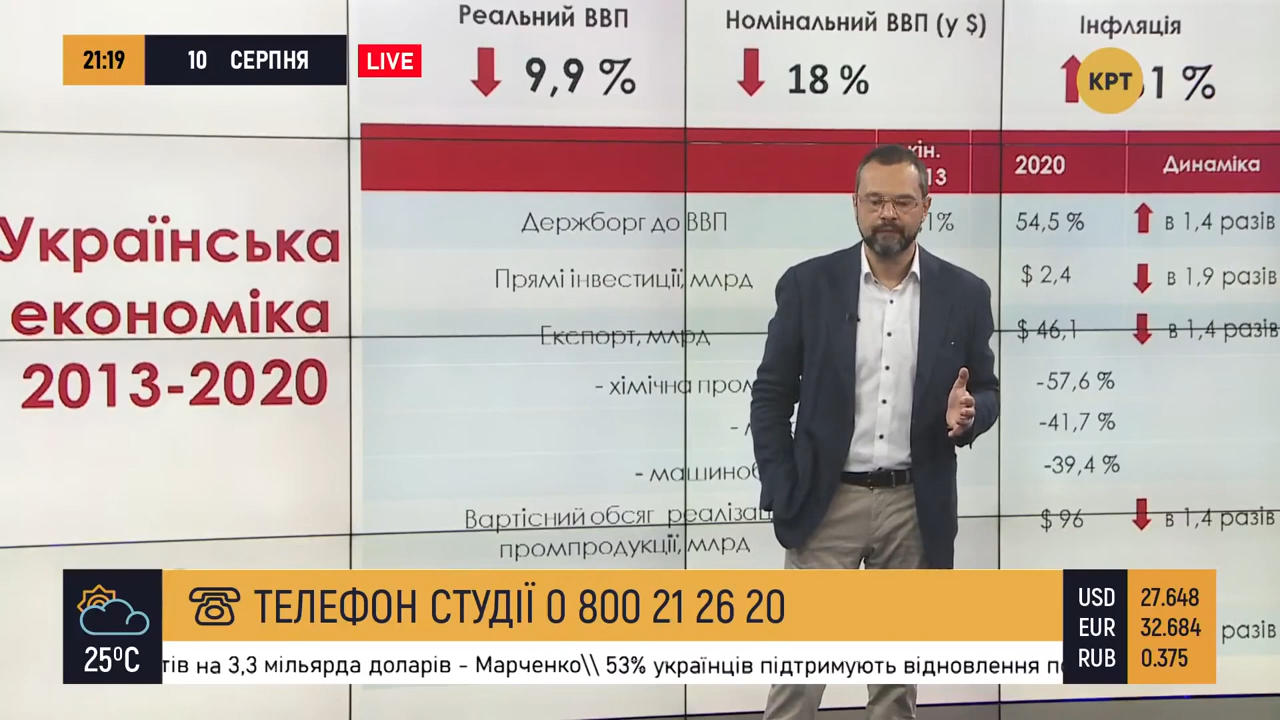 Реальний ВВП
Номінальний ВВП (у $)
Інфляція
21:19
10 СЕРПНЯ
LIVE
9,9 %
18 %
1 %
КРТ
2020
Динаміка
Українська
економіка
2013-2020
Держборг до ВВП
54,5 %
в 1,4 разів
Прямі інвестиції, млрд
$ 2,4
в 1,9 разів
Експорт, млрд
$ 46,1
в 1,4 разів
-57,6 %
-41,7 %
-39,4 %
Вартісний обсяг
$ 96
в 1,4 разів
промпродукції, млрд
ТЕЛЕФОН СТУДІЇ 0 800 21 26 20
USD 27.648
EUR 32.684
RUB 0.375
разів
25⁰C
на 3,3 мільярда доларів - Марченко\\ 53% українців підтримують відновлення